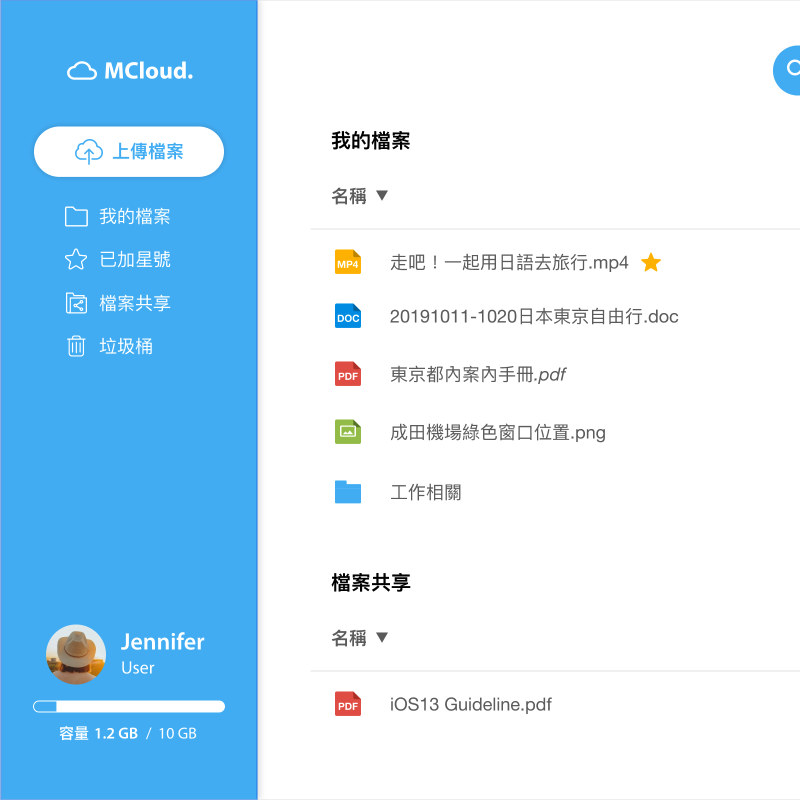 MCloud.
上傳檔案
我的檔案
已加星號
檔案共享
垃圾桶
Jennifer
User
容量 1.2 GB / 10 GB
我的檔案
名稱 ▼
MP4 走吧！一起用日語去旅行.mp4
DOC 20191011-1020日本東京自由行.doc
PDF 東京都內案內手冊.pdf
成田機場綠色窗口位置.png
工作相關
檔案共享
名稱 ▼
PDF iOS13 Guideline.pdf